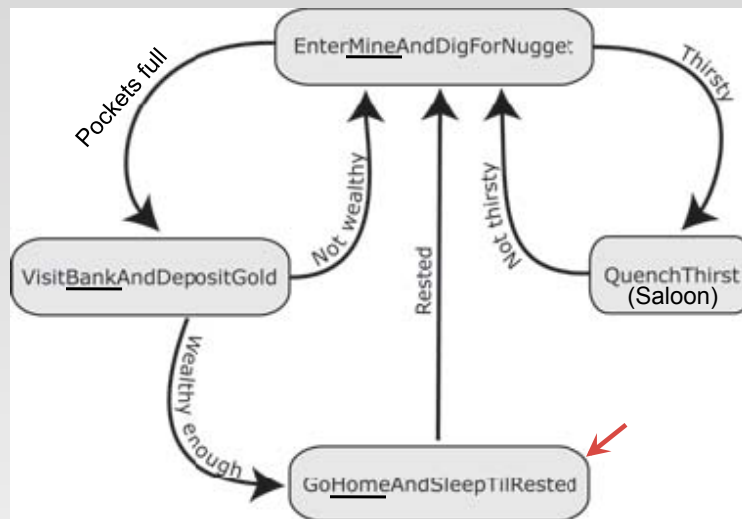 EnterMineAndDigForNugget
Pockets full
Thirsty
Not wealthy
Rested
Not thirsty
VisitBankAndDepositGold
QuenchThirst
(Saloon)
Wealthy enough
GoHomeAndSleepTilRested